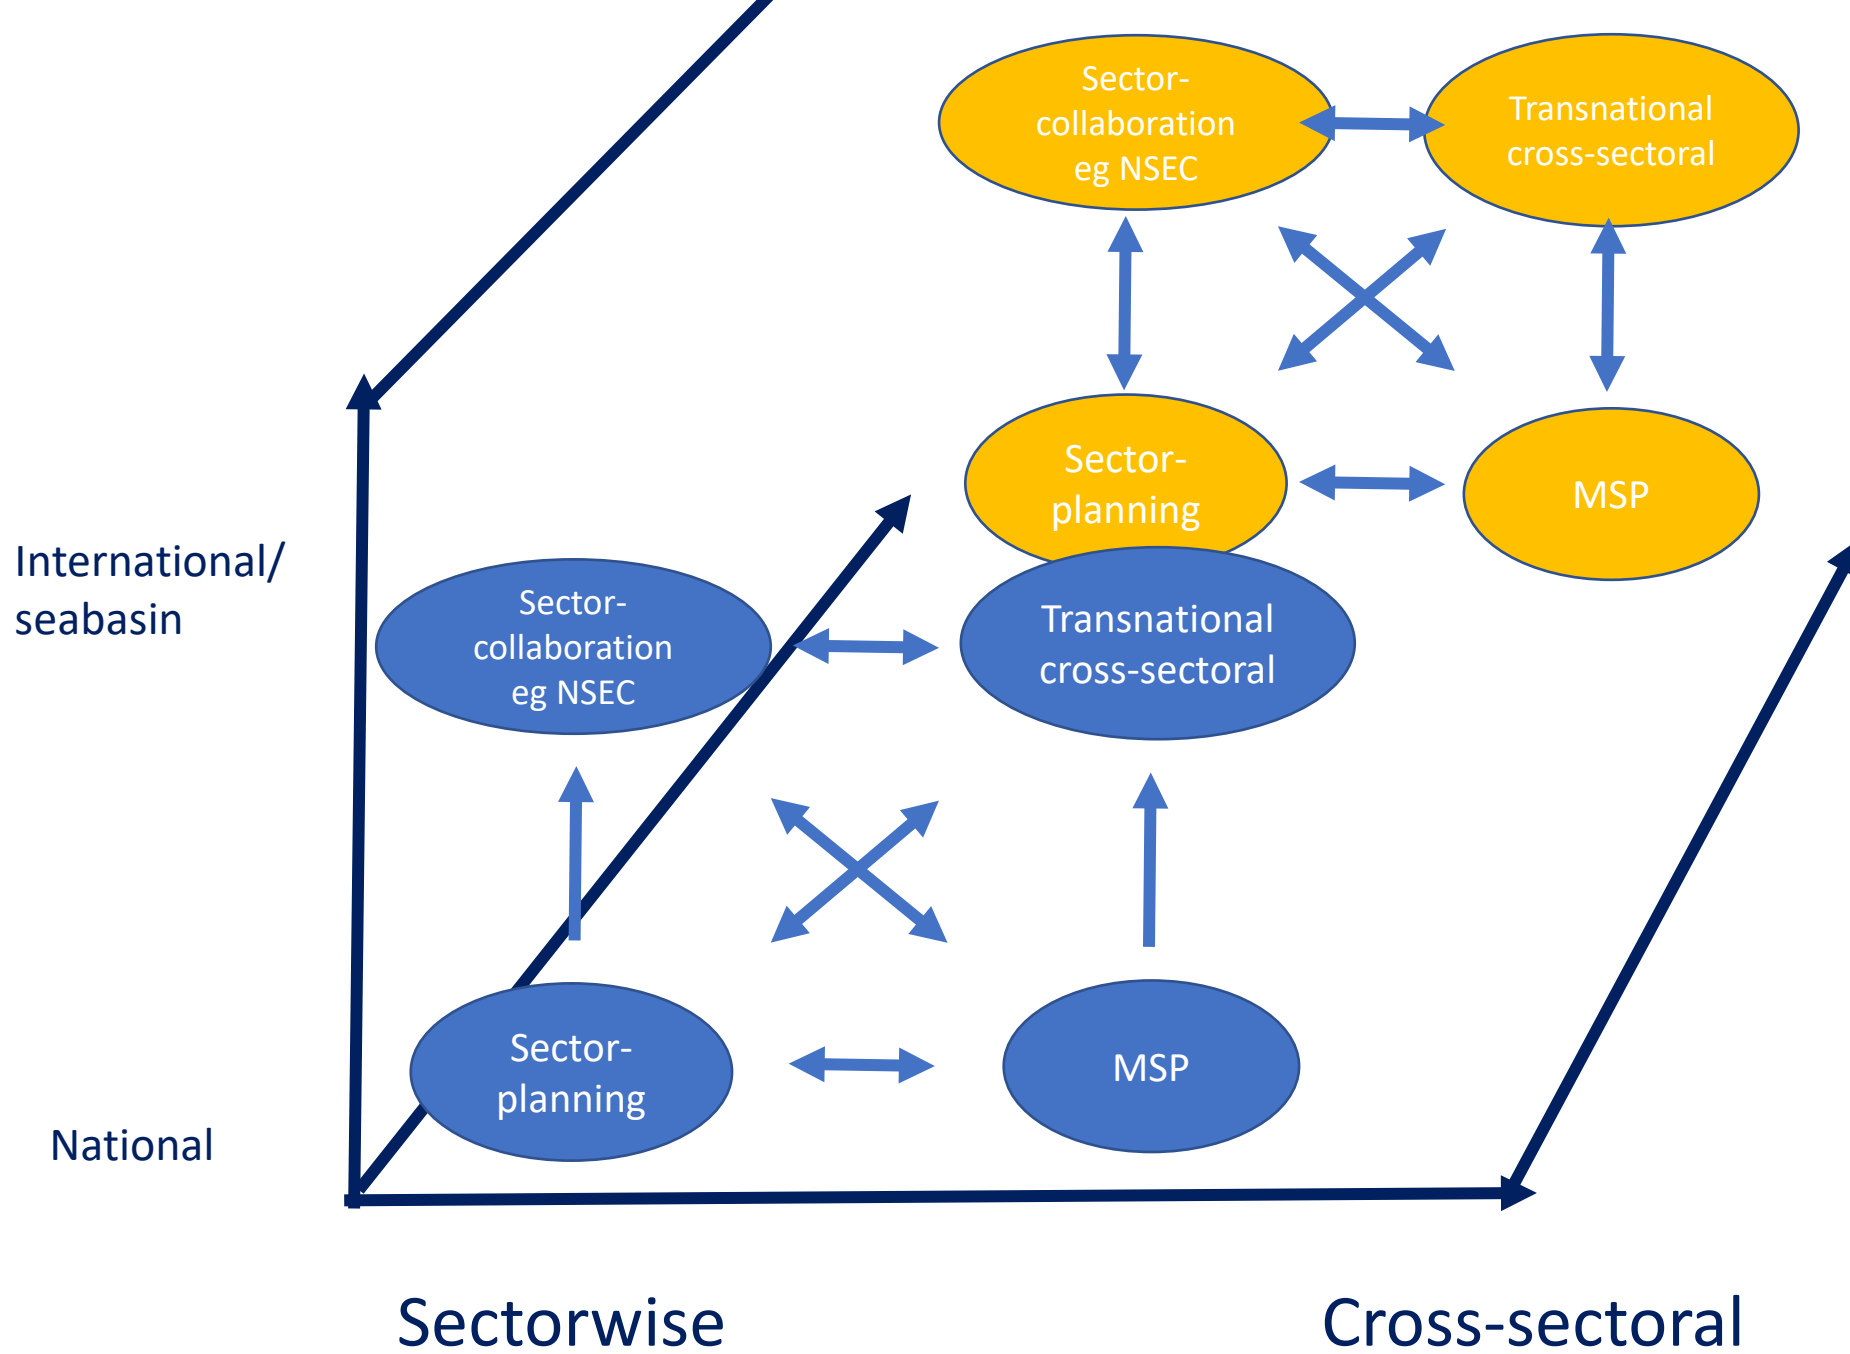 Sector-
collaboration
eg NSEC
Transnational
cross-sectoral
Sector-
planning
MSP
International/
seabasin
Sector-
collaboration
eg NSEC
Transnational
cross-sectoral
Sector-
planning
MSP
National
Sectorwise
Cross-sectoral